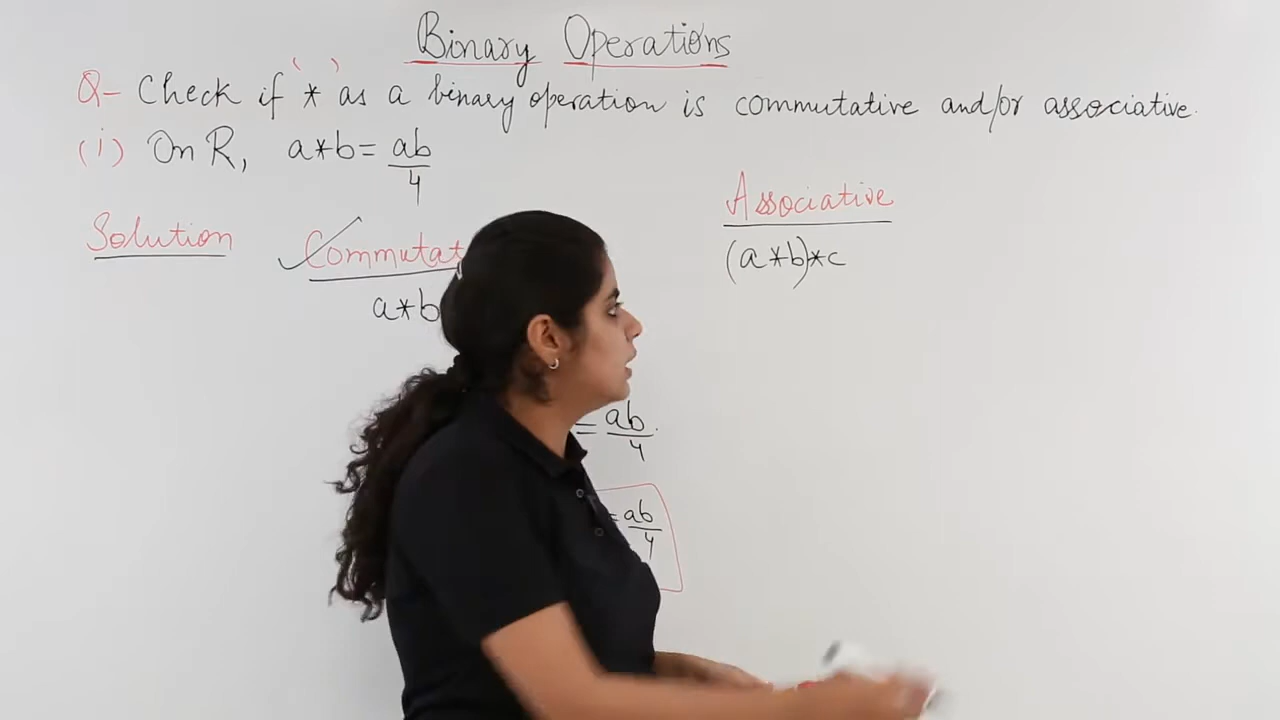 Binary Operations
Q- Check if '*' as a binary operation is commutative and/or associative.
(i) On R, a*b = ab/4
Solution
Associative
(a*b)*c
a*b
= ab/4.
= ab/4